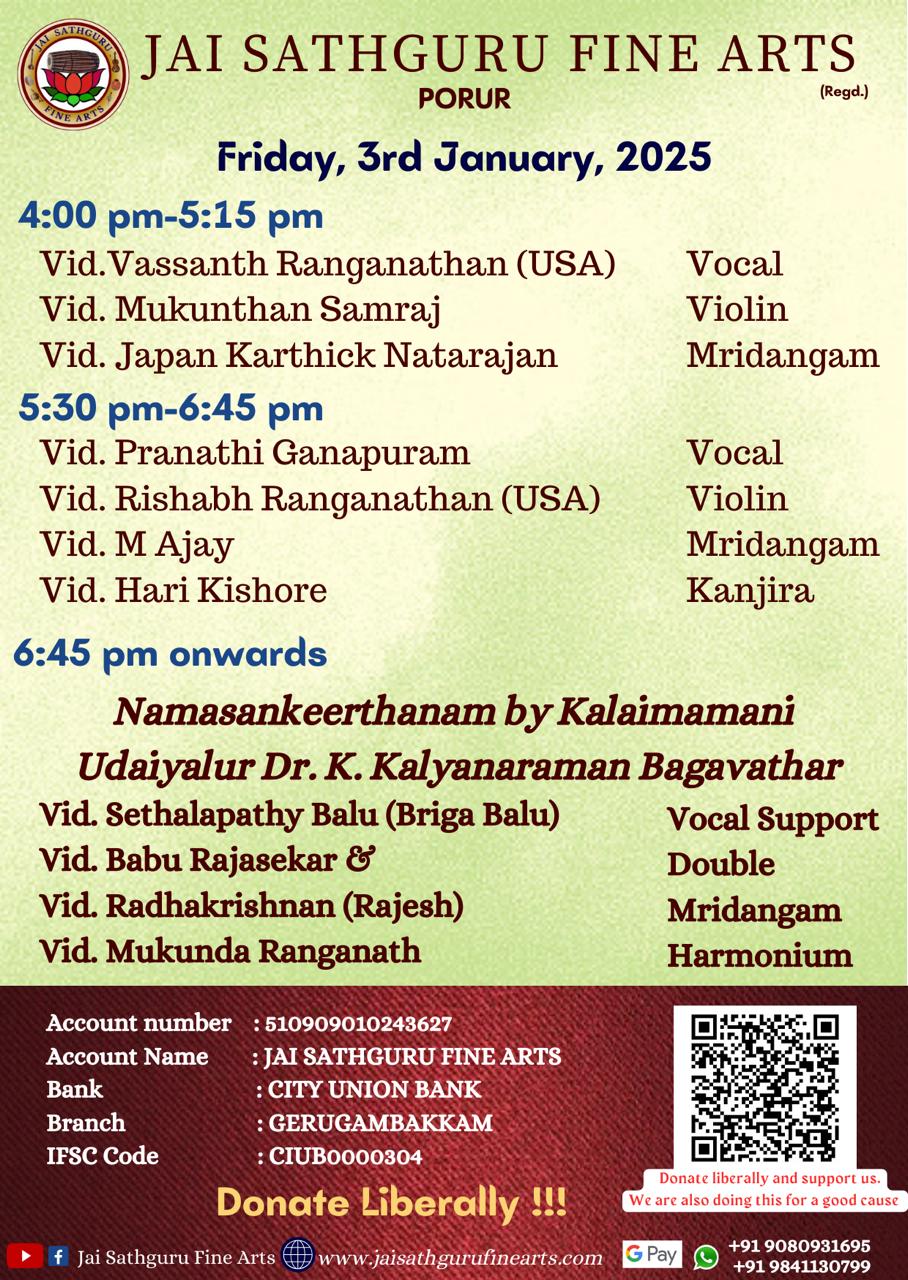 JAI SATHGURU FINE ARTS
JAI SATHGURU FINE ARTS
(Regd.)
PORUR
Friday, 3rd January, 2025
4:00 pm-5:15 pm
Vid.Vassanth Ranganathan (USA) Vocal
Vid. Mukunthan Samraj Violin
Vid. Japan Karthick Natarajan Mridangam
5:30 pm-6:45 pm
Vid. Pranathi Ganapuram Vocal
Vid. Rishabh Ranganathan (USA) Violin
Vid. M Ajay Mridangam
Vid. Hari Kishore Kanjira
6:45 pm onwards
Namasankeerthanam by Kalaimamani
Udaiyalur Dr. K. Kalyanaraman Bagavathar
Vid. Sethalapathy Balu (Briga Balu) Vocal Support
Vid. Babu Rajasekar & Double
Vid. Radhakrishnan (Rajesh) Mridangam
Vid. Mukunda Ranganath Harmonium
Account number : 510909010243627
Account Name : JAI SATHGURU FINE ARTS
Bank : CITY UNION BANK
Branch : GERUGAMBAKKAM
IFSC Code : CIUB0000304
Donate liberally and support us.
We are also doing this for a good cause
Donate Liberally !!!
Jai Sathguru Fine Arts www.jaisathgurufinearts.com G Pay +91 9080931695
+91 9841130799